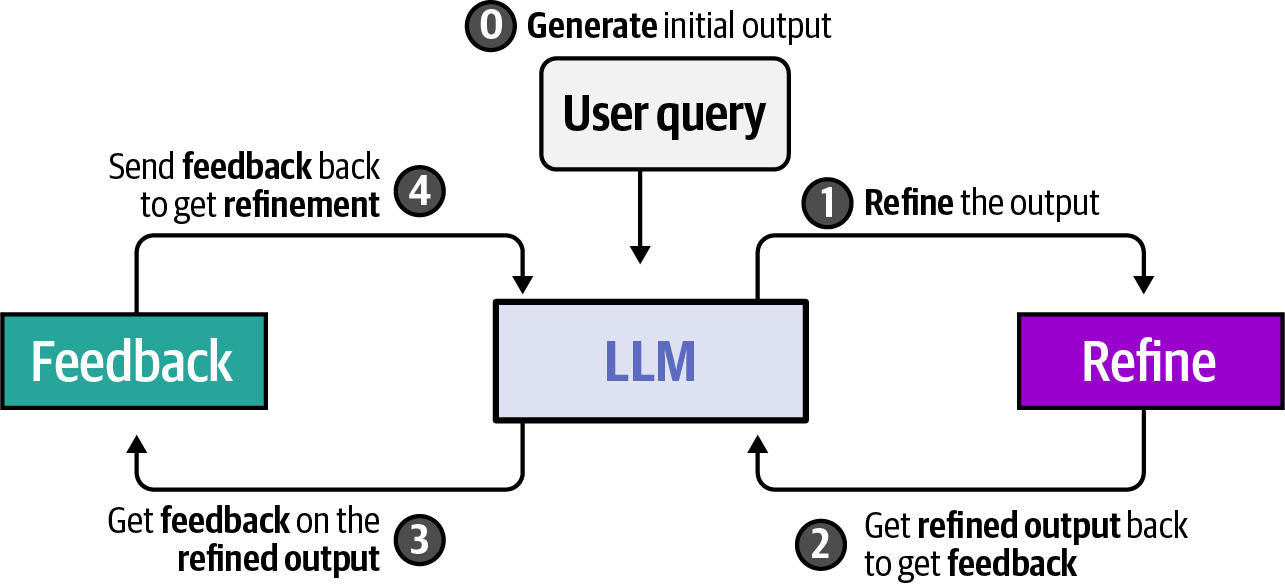 0 Generate initial output
User query
Send feedback back
to get refinement
4
1 Refine the output
Feedback
LLM
Refine
Get feedback on the
refined output
3
2
Get refined output back
to get feedback